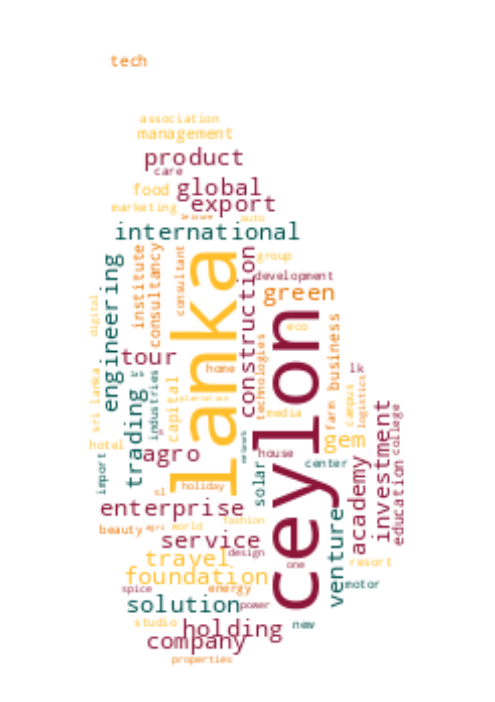 tech
association
management
product
care
food
global
marketing
export
leisure
auto
international
lanka
ceylon
institute
consultancy
consultant
construction
group
development
engineering
green
digital
eco
tour
home
technologies
farm
business
sri lanka
trading
industries
capital
media
campus
logistics
gem
hotel
agro
house
investment
college
education
network
import
solar
center
academy
sl
holiday
enterprise
beauty
agri
world
fashion
service
venture
travel
design
foundation
one
resort
motor
spice
energy
solution
power
studio
holding
new
company
properties